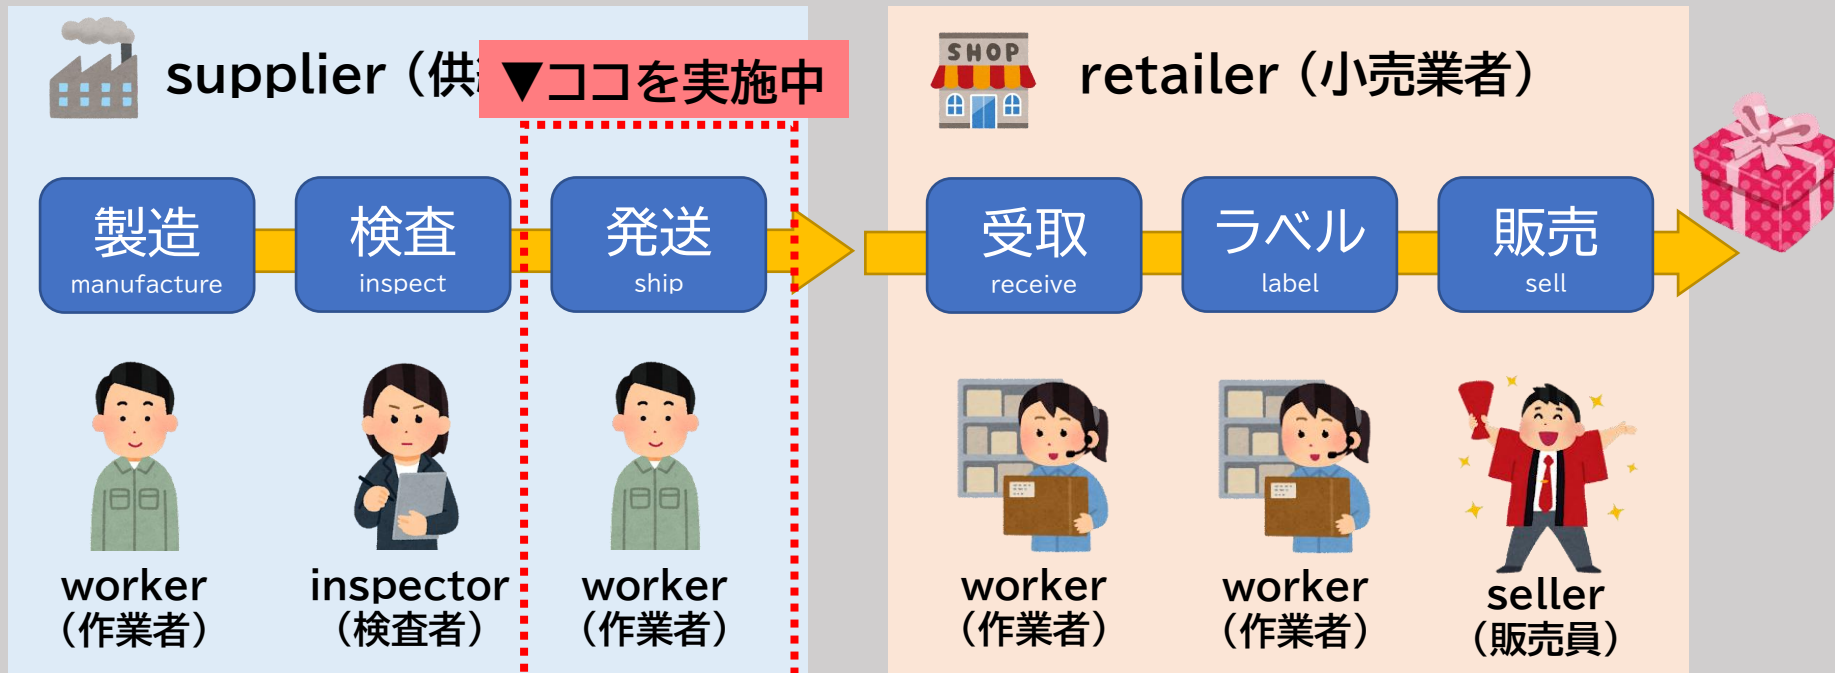 supplier（供
▼ココを実施中
製造
manufacture
検査
inspect
発送
ship
worker
（作業者）
inspector
（検査者）
worker
（作業者）
SHOP
retailer（小売業者）
受取
receive
ラベル
label
販売
sell
worker
（作業者）
worker
（作業者）
seller
（販売員）